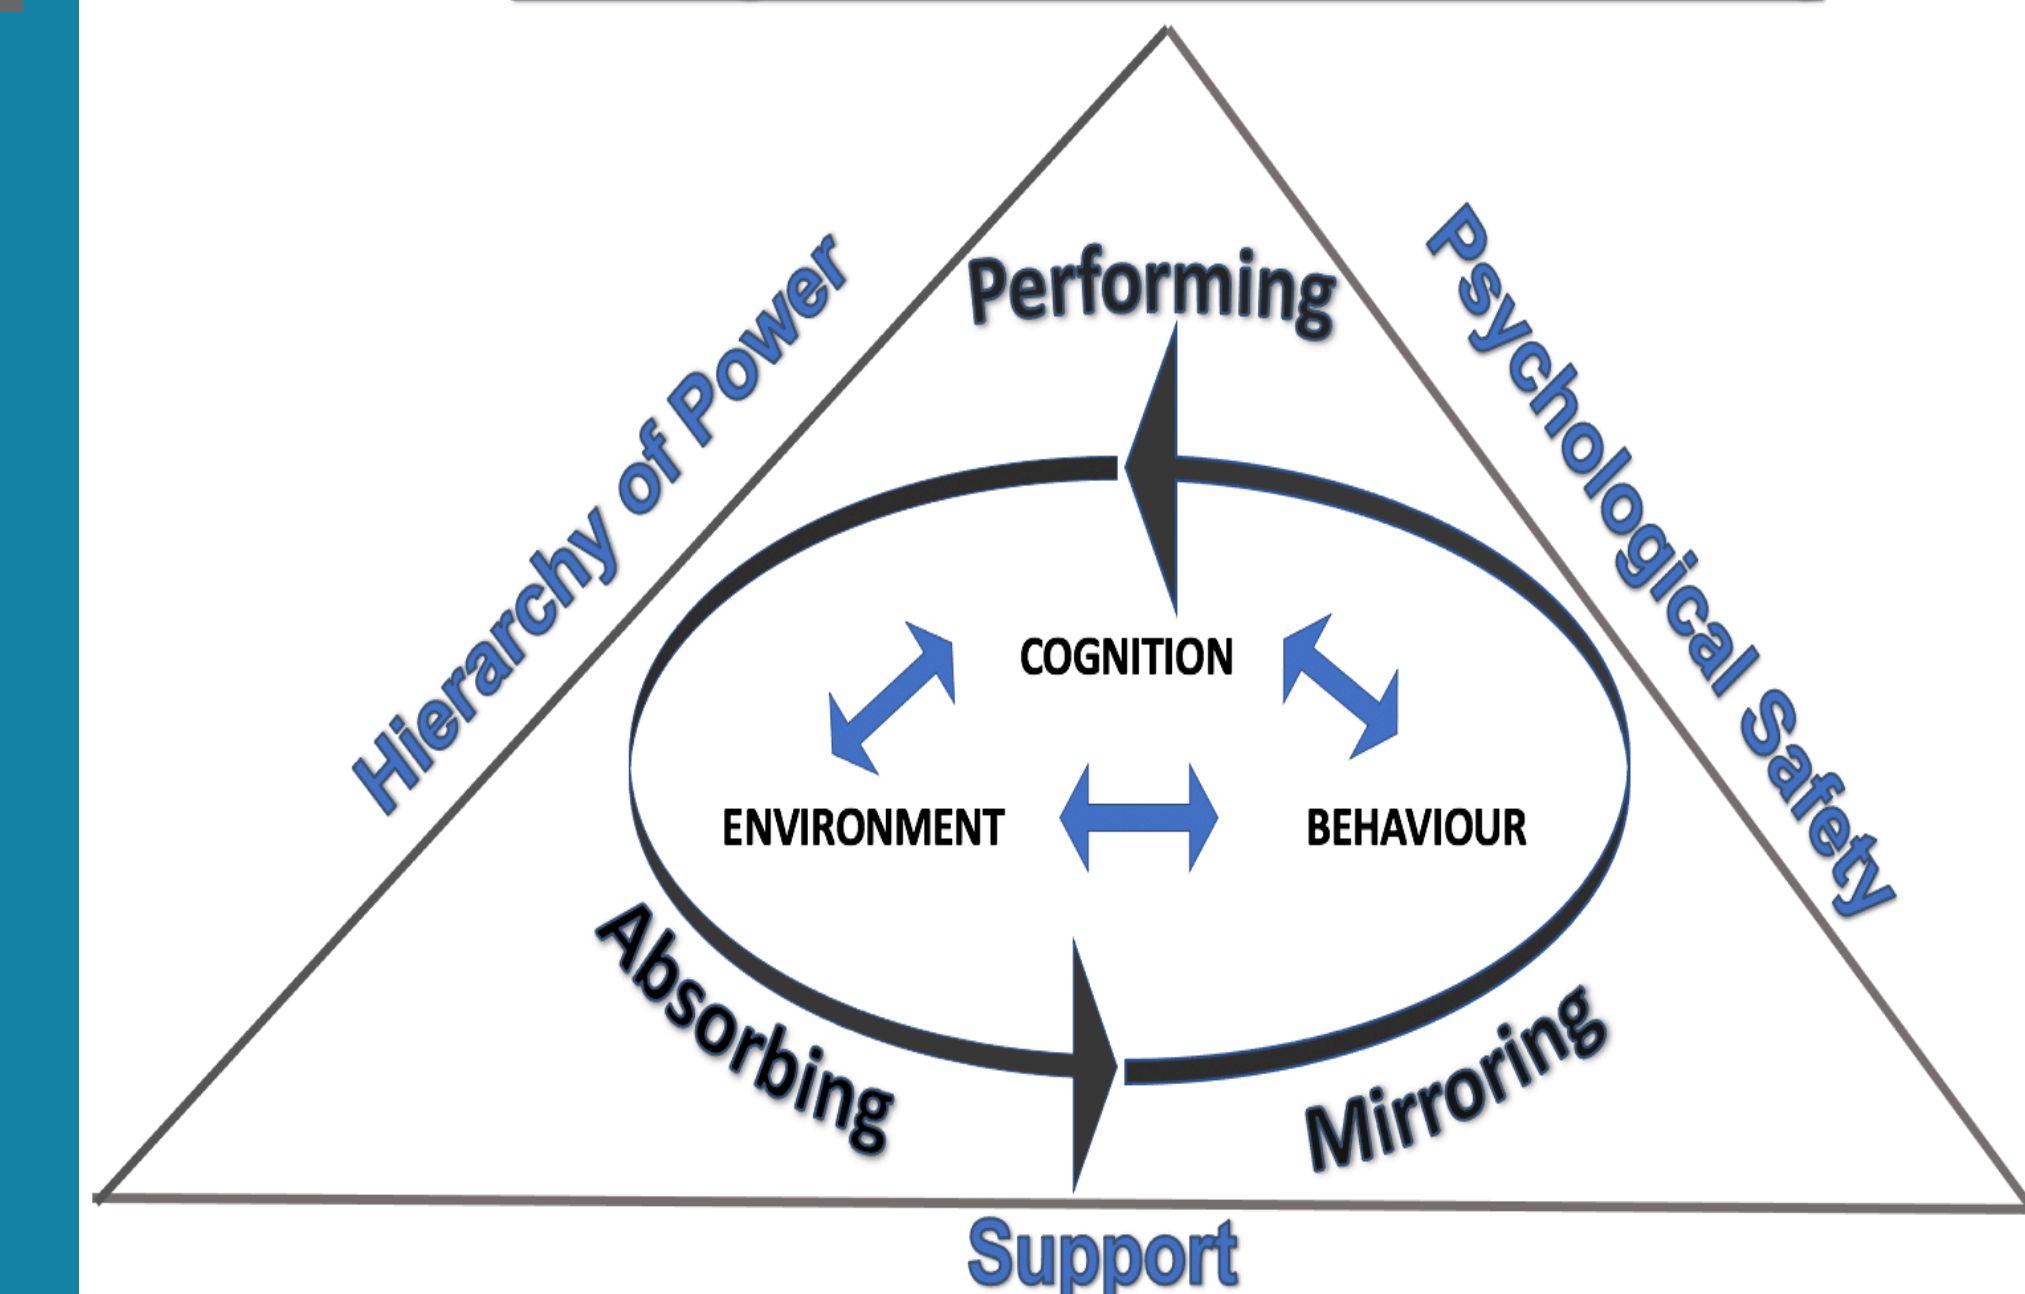 Performing
Hierarchy of Power
Psychological Safety
COGNITION
ENVIRONMENT
BEHAVIOUR
Absorbing
Mirroring
Support